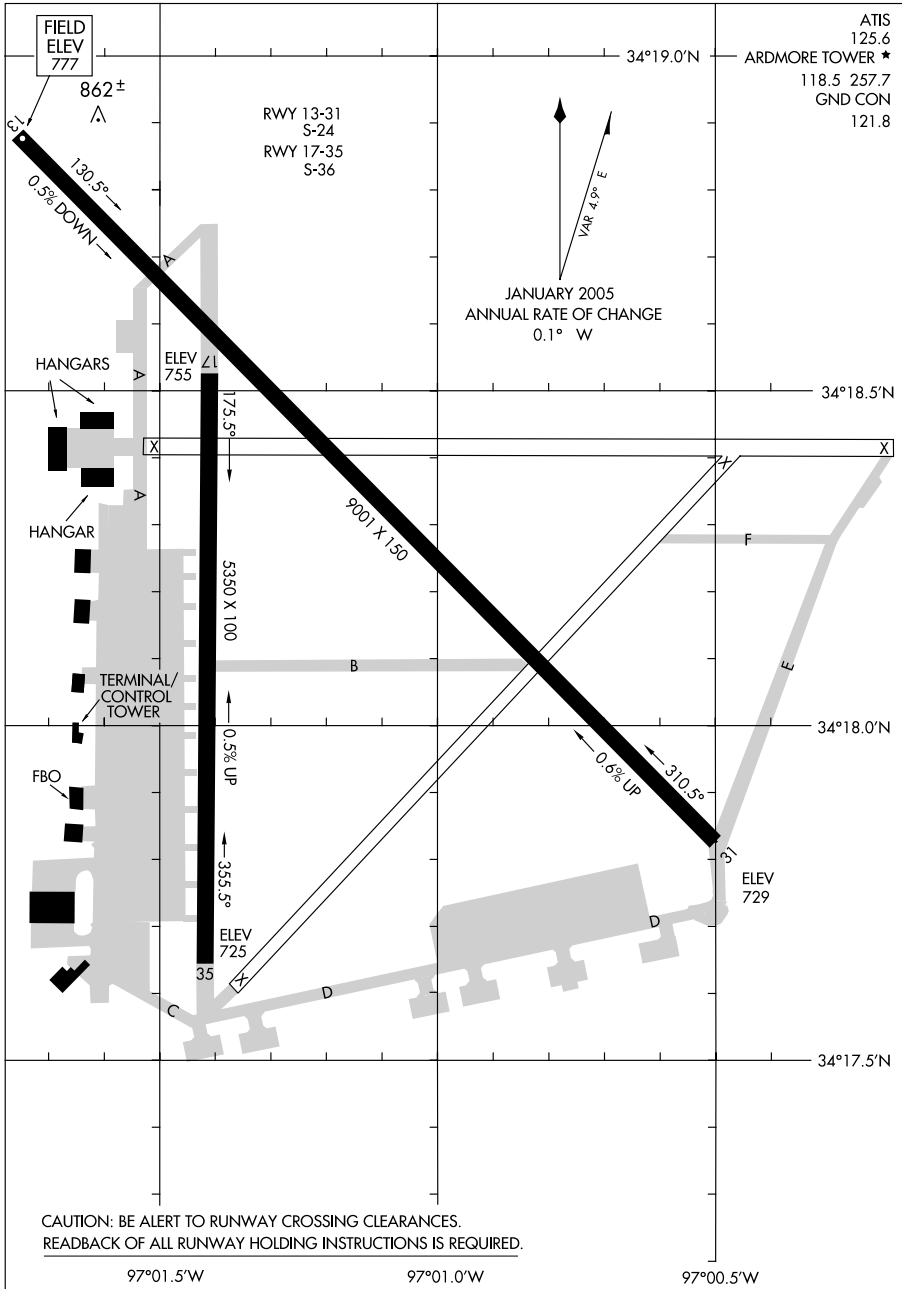 FIELD
ELEV
777
862±
ATIS
125.6
ARDMORE TOWER ★
118.5 257.7
GND CON
121.8
34°19.0'N
RWY 13-31
S-24
RWY 17-35
S-36
VAR 4.9° E
JANUARY 2005
ANNUAL RATE OF CHANGE
0.1° W
13
130.5°
0.5% DOWN
A
HANGARS
A
ELEV
755
17
34°18.5'N
175.5°
X
X
X
A
HANGAR
9001 X 150
F
5350 X 100
B
E
TERMINAL/
CONTROL
TOWER
0.5% UP
34°18.0'N
310.5°
0.6% UP
FBO
355.5°
31
ELEV
729
ELEV
725
D
35
X
D
C
34°17.5'N
CAUTION: BE ALERT TO RUNWAY CROSSING CLEARANCES.
READBACK OF ALL RUNWAY HOLDING INSTRUCTIONS IS REQUIRED.
97°01.5'W
97°01.0'W
97°00.5'W